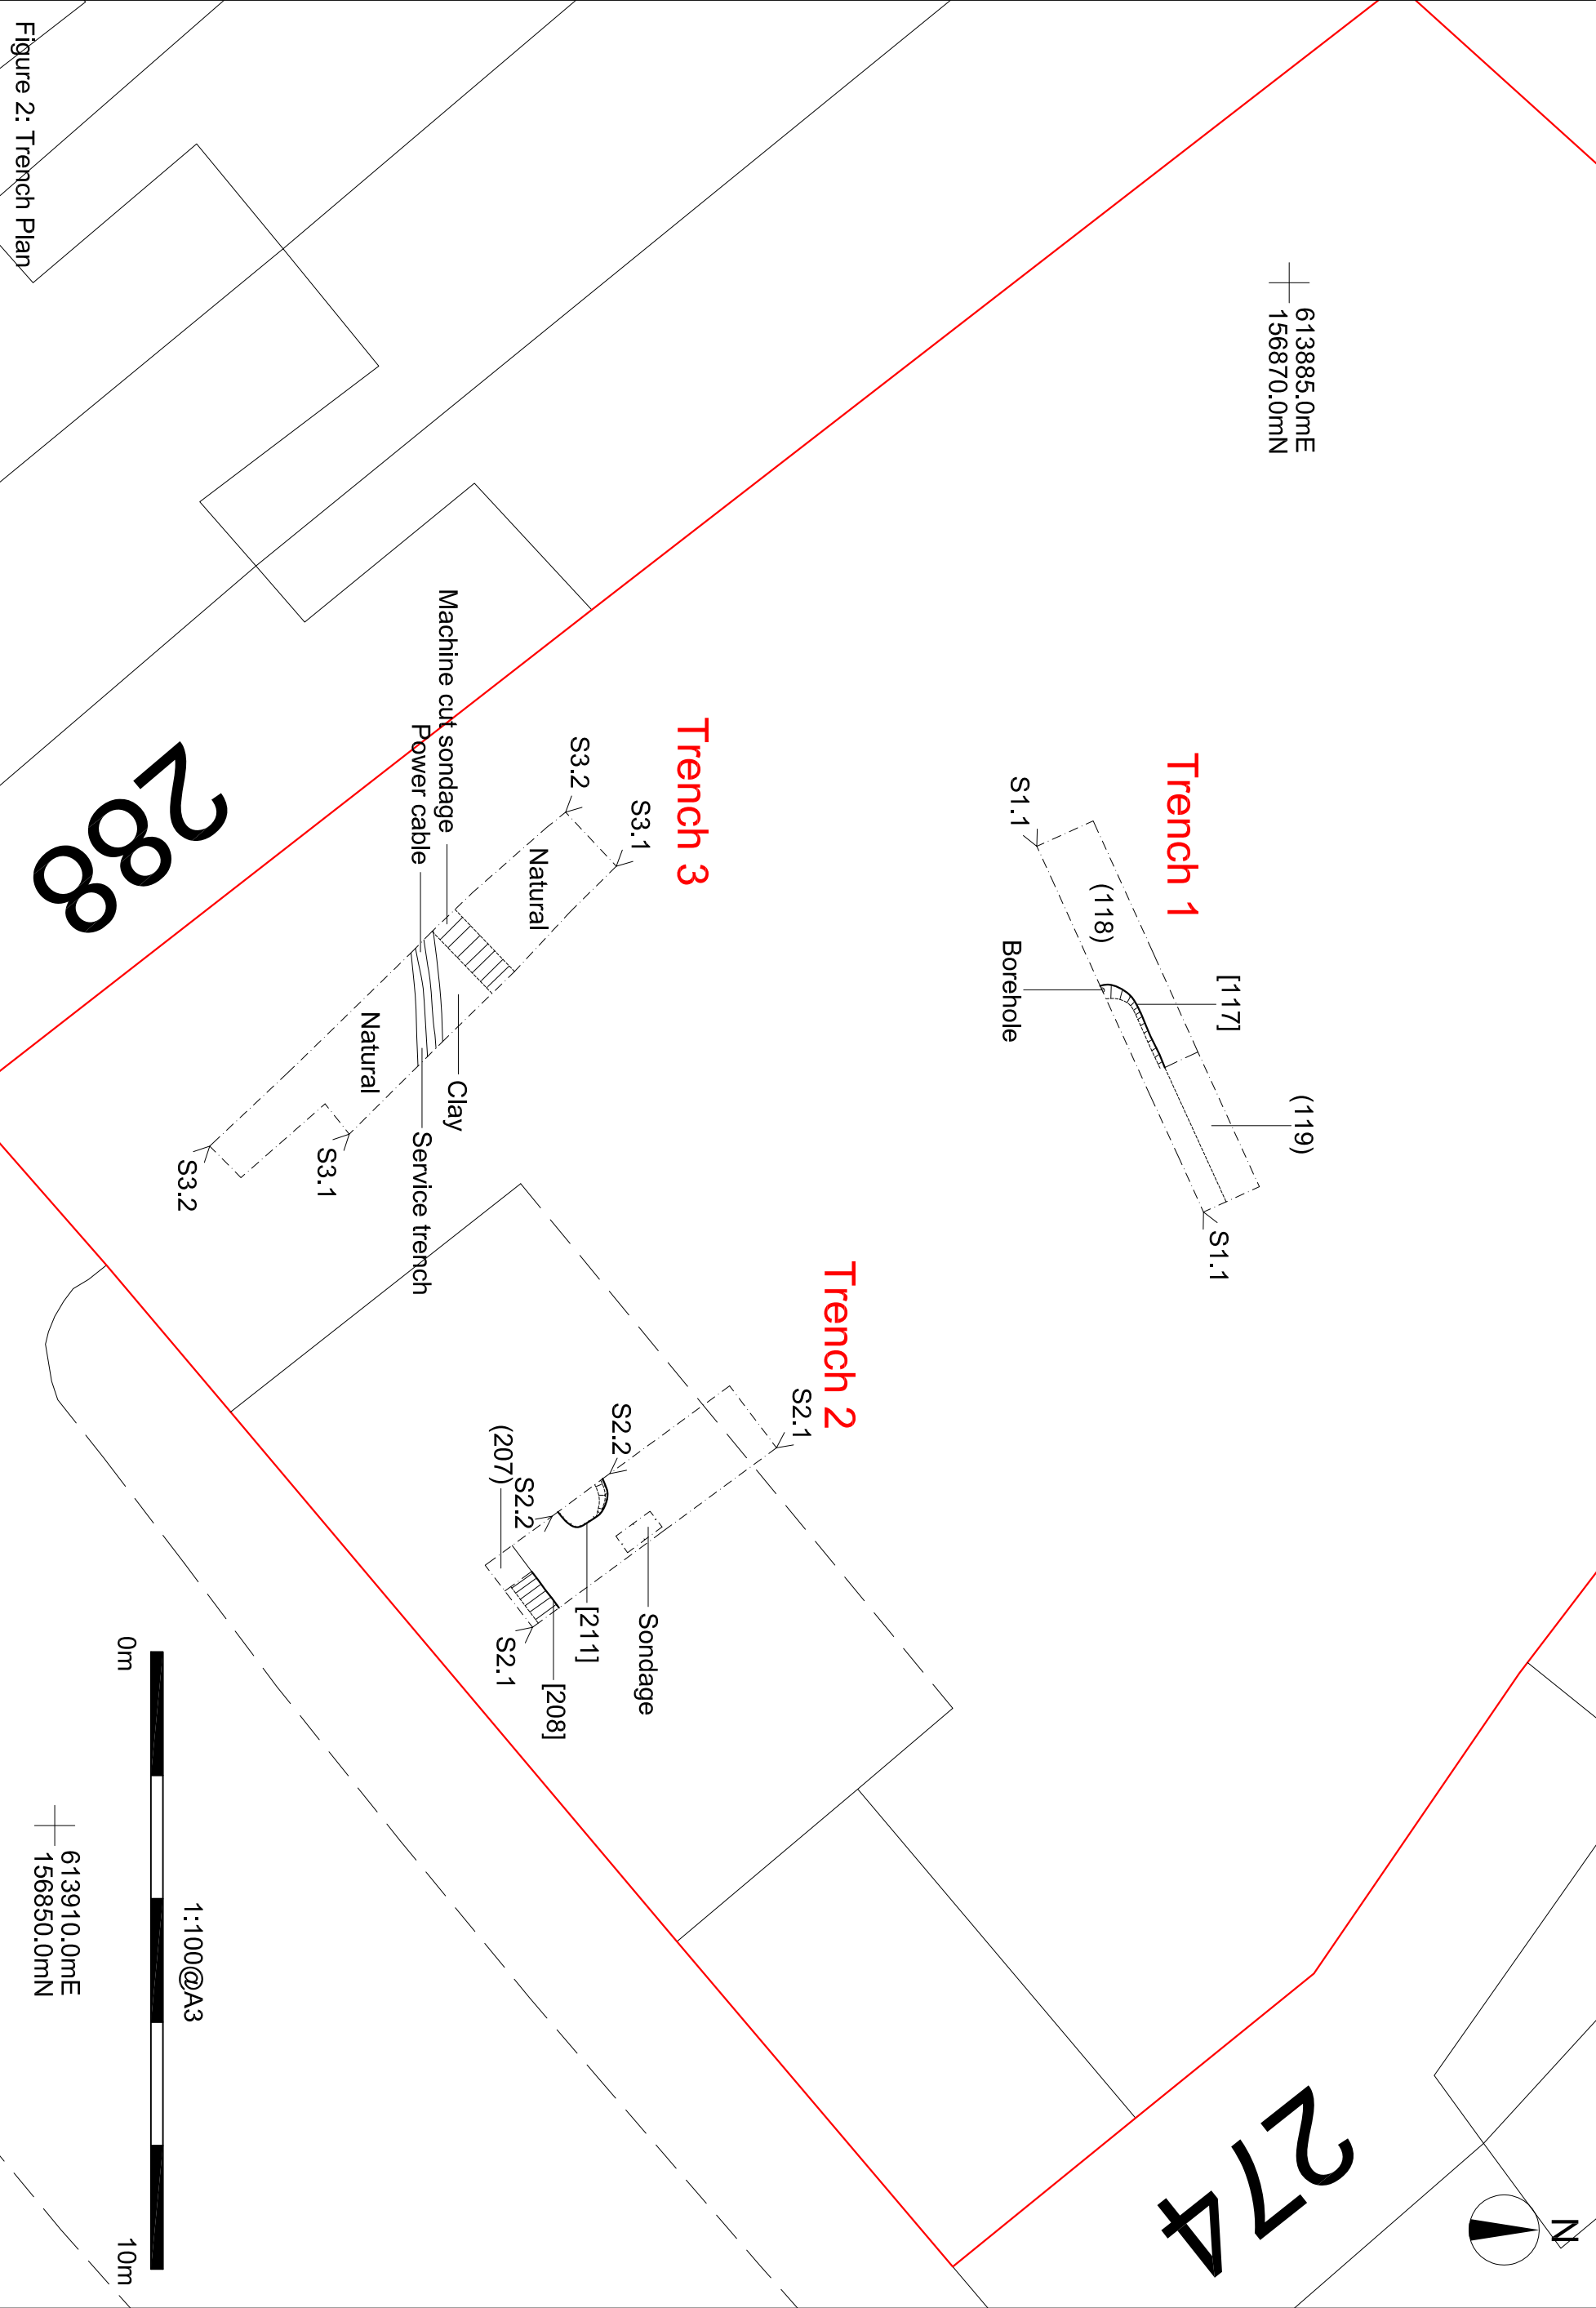 N
613885.0mE
156870.0mN
Trench 1
[117]
(119)
S1.1
(118)
Borehole
S1.1
274
Trench 2
S2.1
S2.2
S2.2
(207)
Sondage
[211]
[208]
S2.1
Trench 3
S3.1
S3.2
Natural
Machine cut sondage
Power cable
Clay
Service trench
Natural
S3.1
S3.2
288
1:100@A3
0m
10m
613910.0mE
156850.0mN
Figure 2: Trench Plan